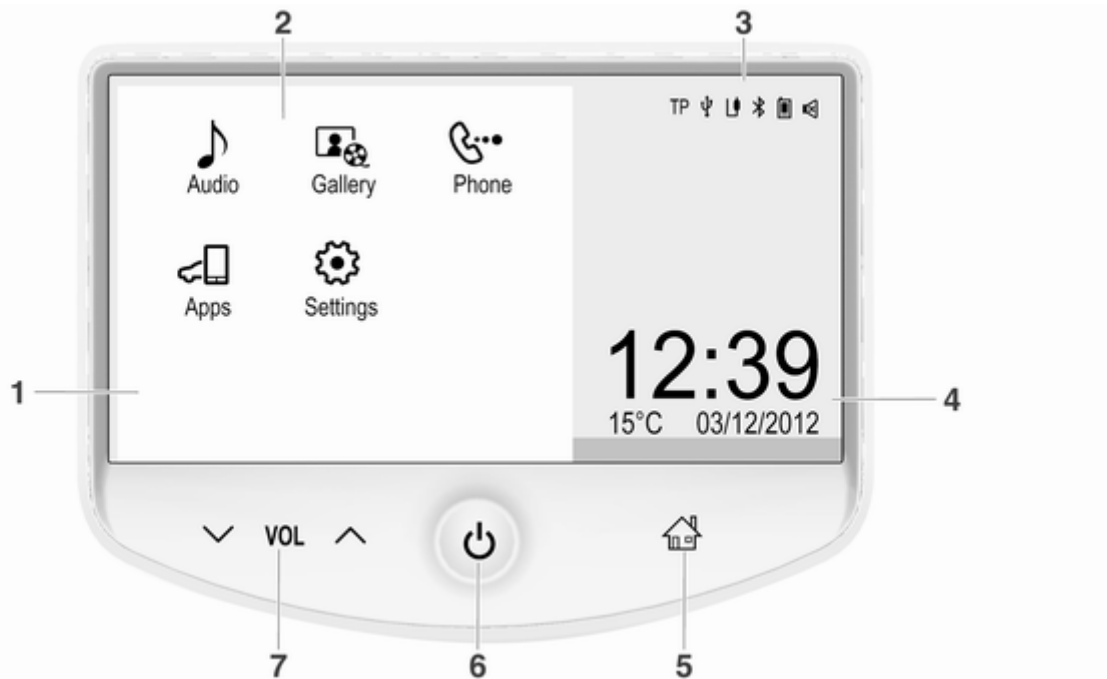 2
3
TP
Audio
Gallery
Phone
Apps
Settings
12:39
15°C 03/12/2012
1
4
VOL
7
6
5